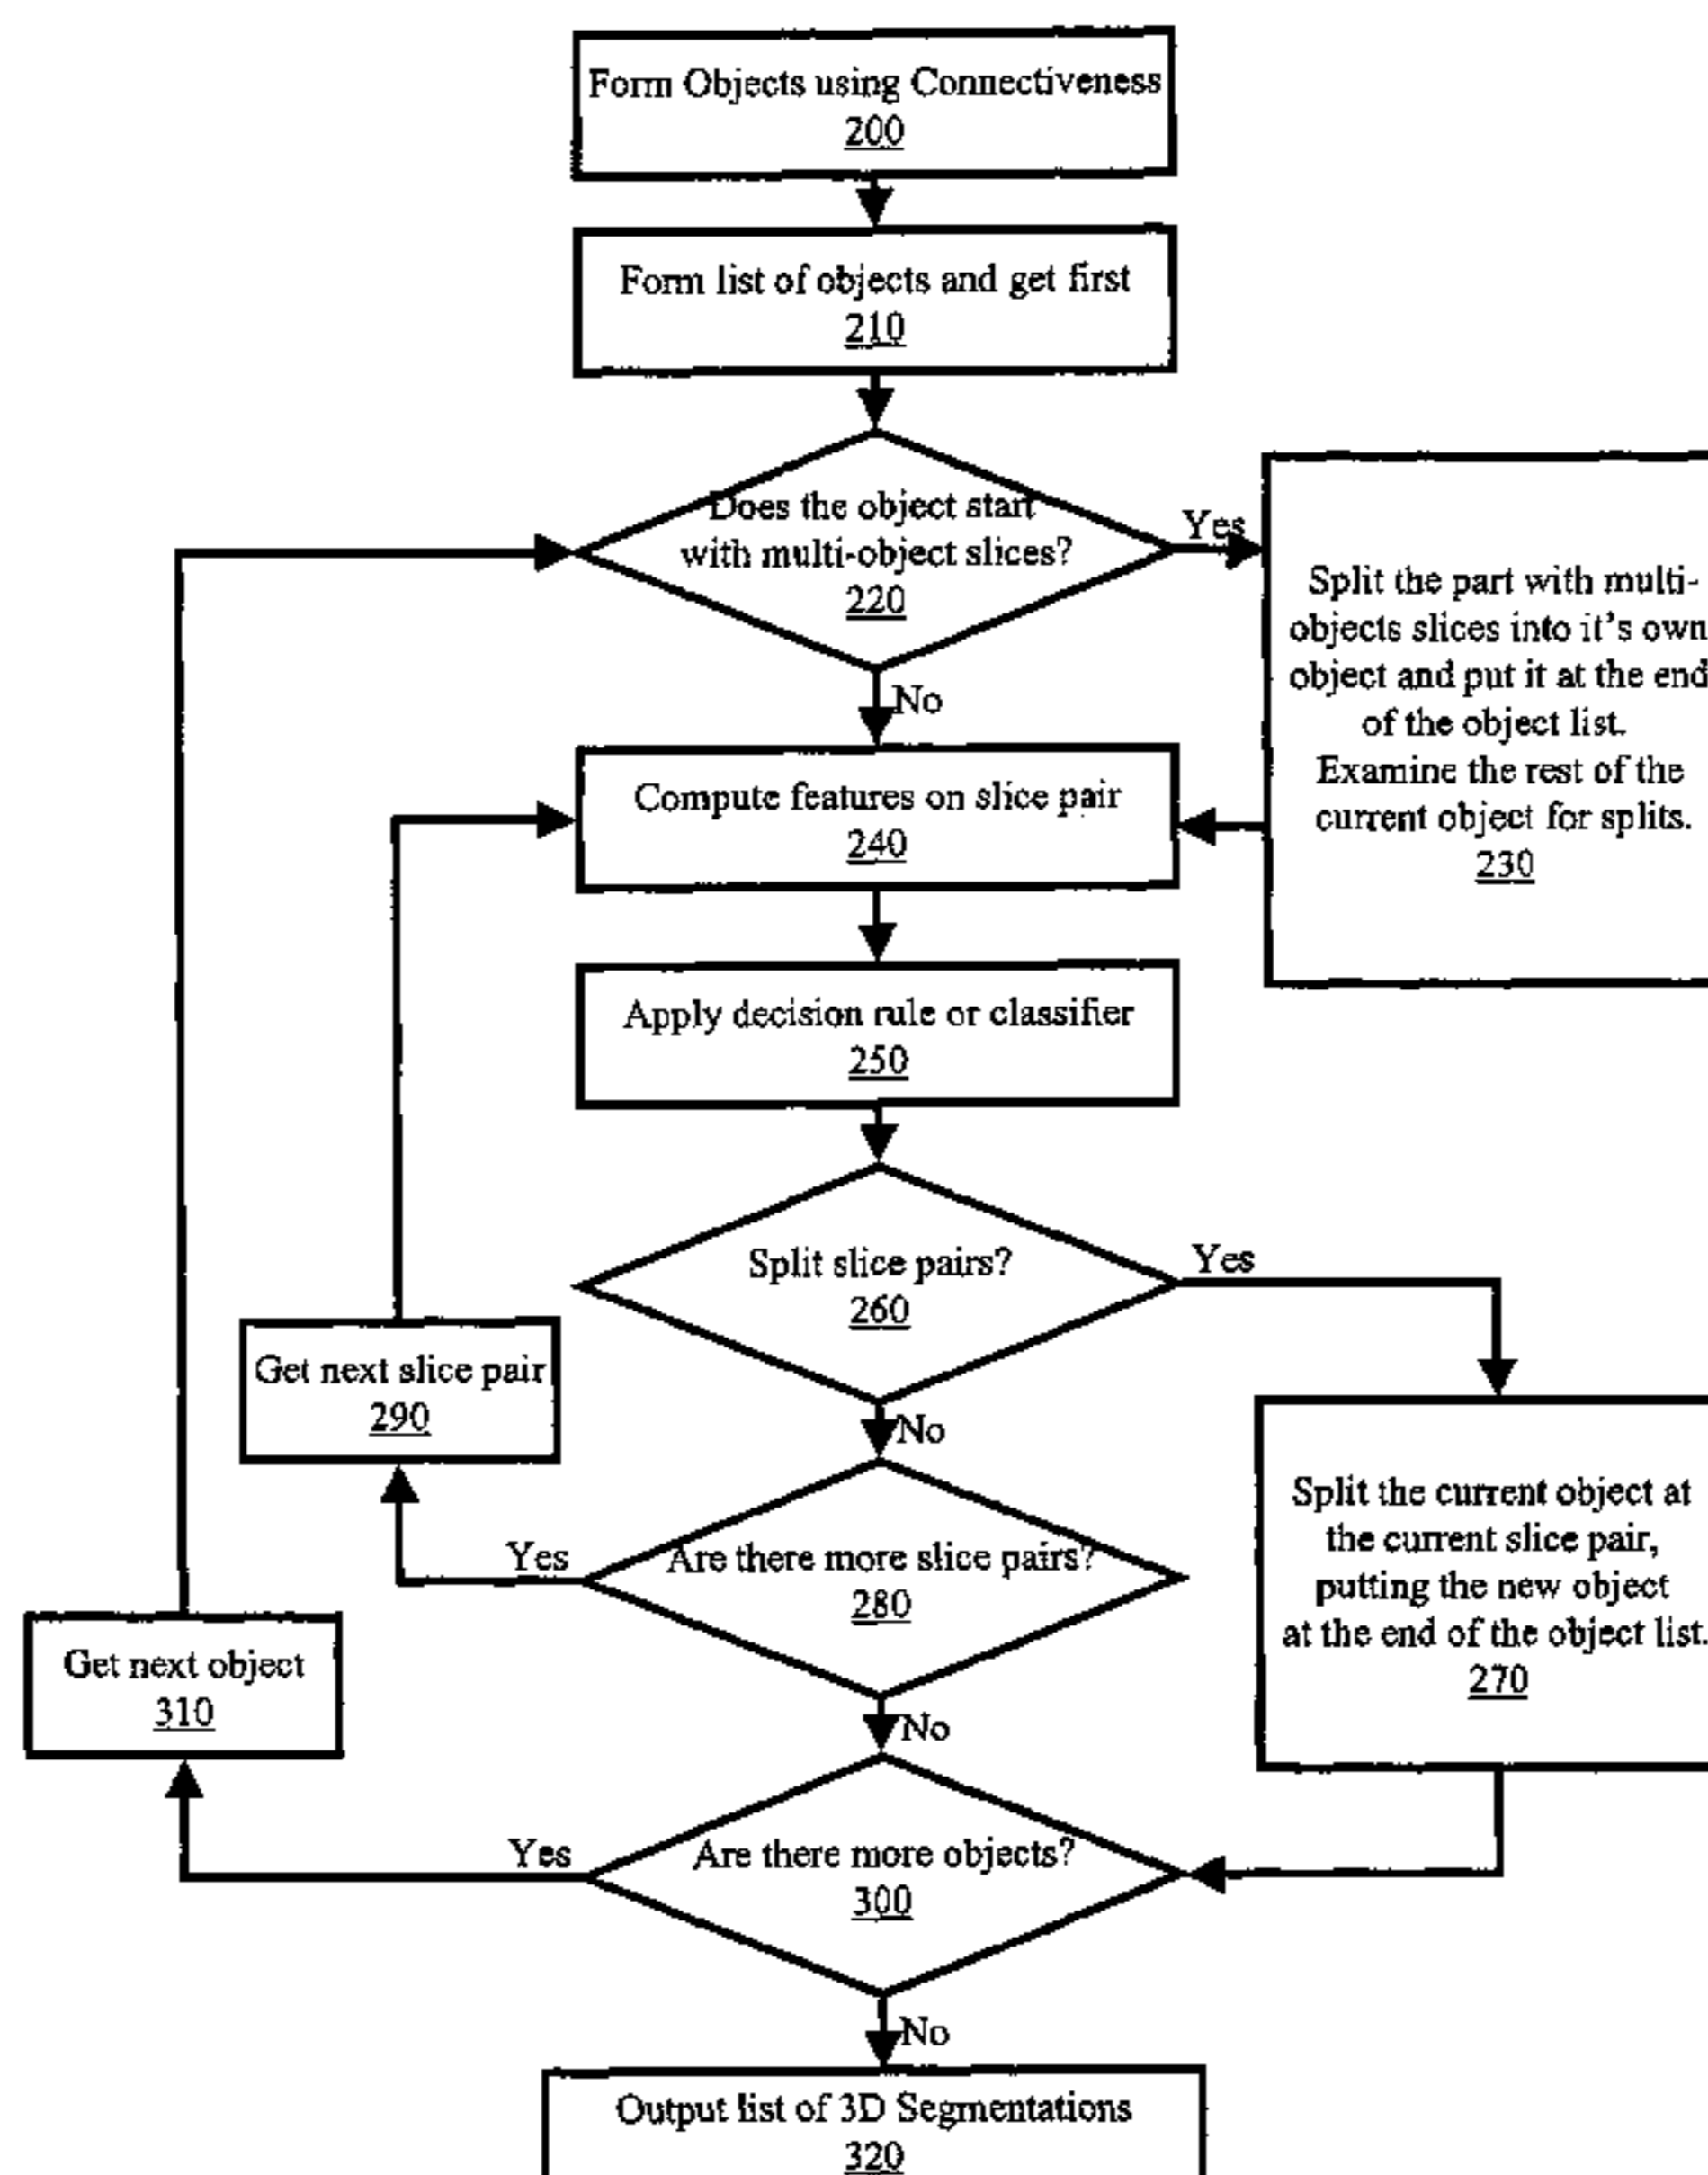 Form Objects using Connectiveness
200
Form list of objects and get first
210
Does the object start
with multi-object slices?
220
Yes
Split the part with multi-
objects slices into it's own
object and put it at the end
of the object list.
Examine the rest of the
current object for splits.
230
No
Compute features on slice pair
240
Apply decision rule or classifier
250
Split slice pairs?
260
Yes
Get next slice pair
290
No
Split the current object at
the current slice pair,
putting the new object
at the end of the object list.
270
Yes
Are there more slice pairs?
280
Get next object
310
No
Yes
Are there more objects?
300
No
Output list of 3D Segmentations
320